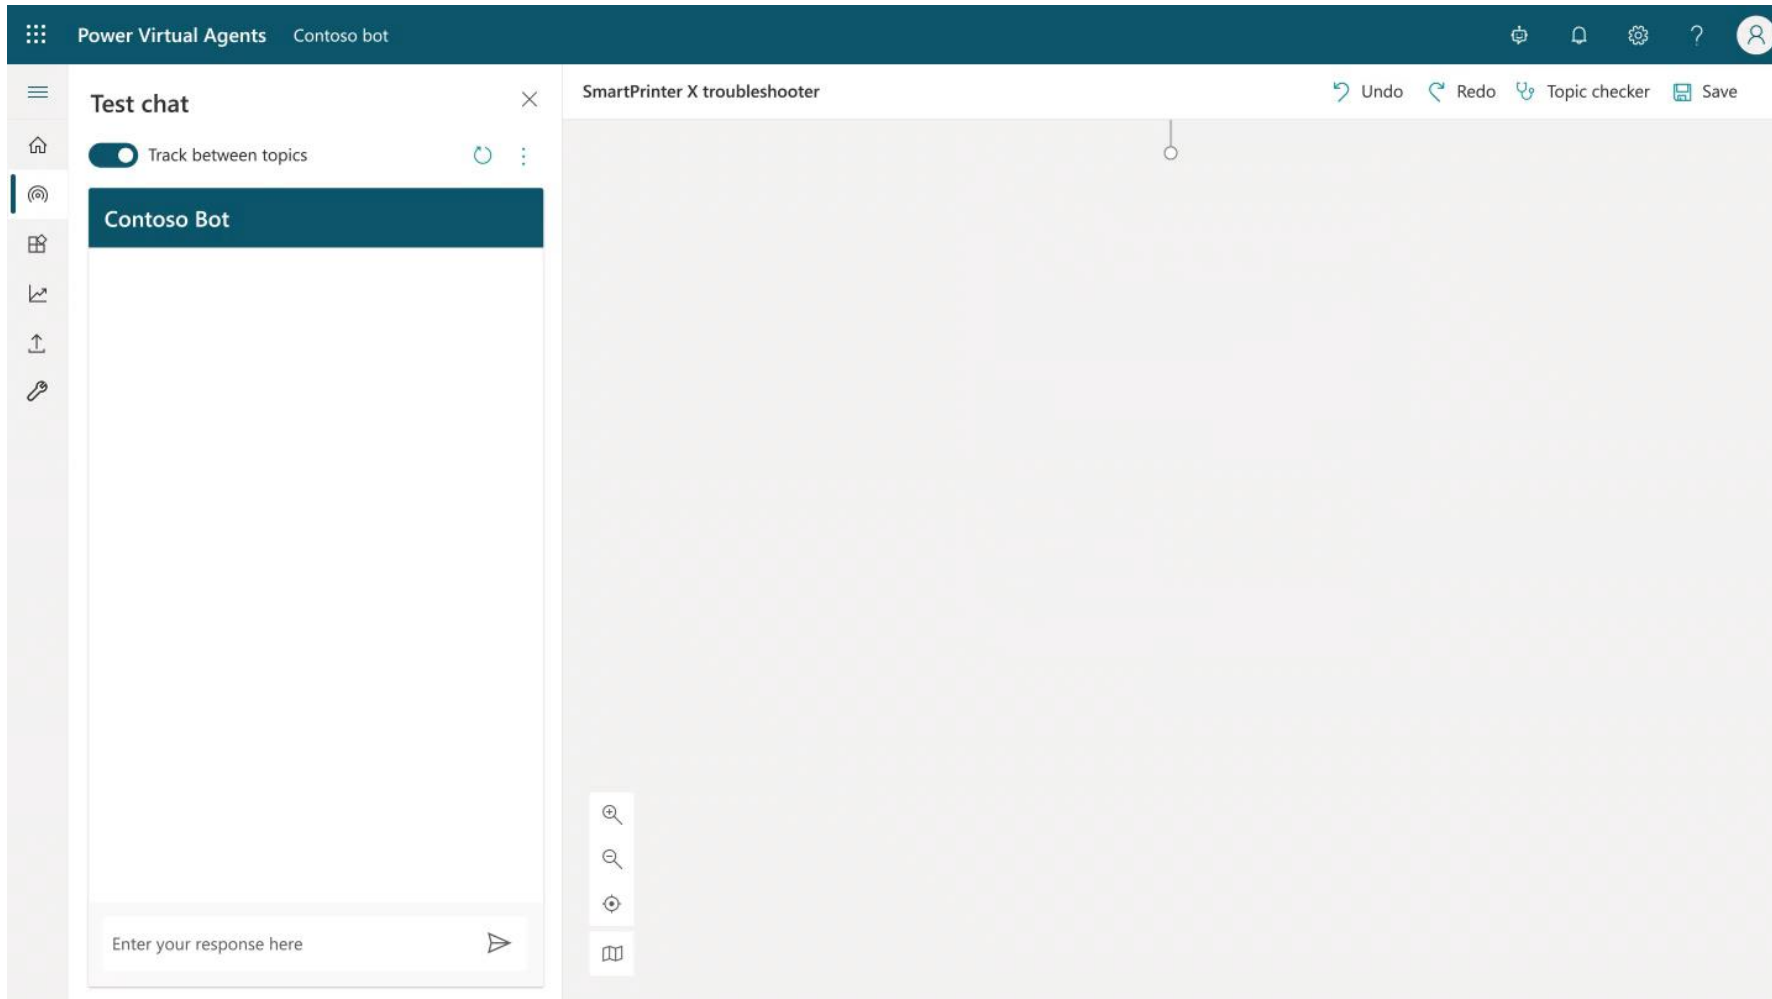 Power Virtual Agents Contoso bot
Test chat
SmartPrinter X troubleshooter
Undo Redo Topic checker Save
Track between topics
Contoso Bot
Enter your response here